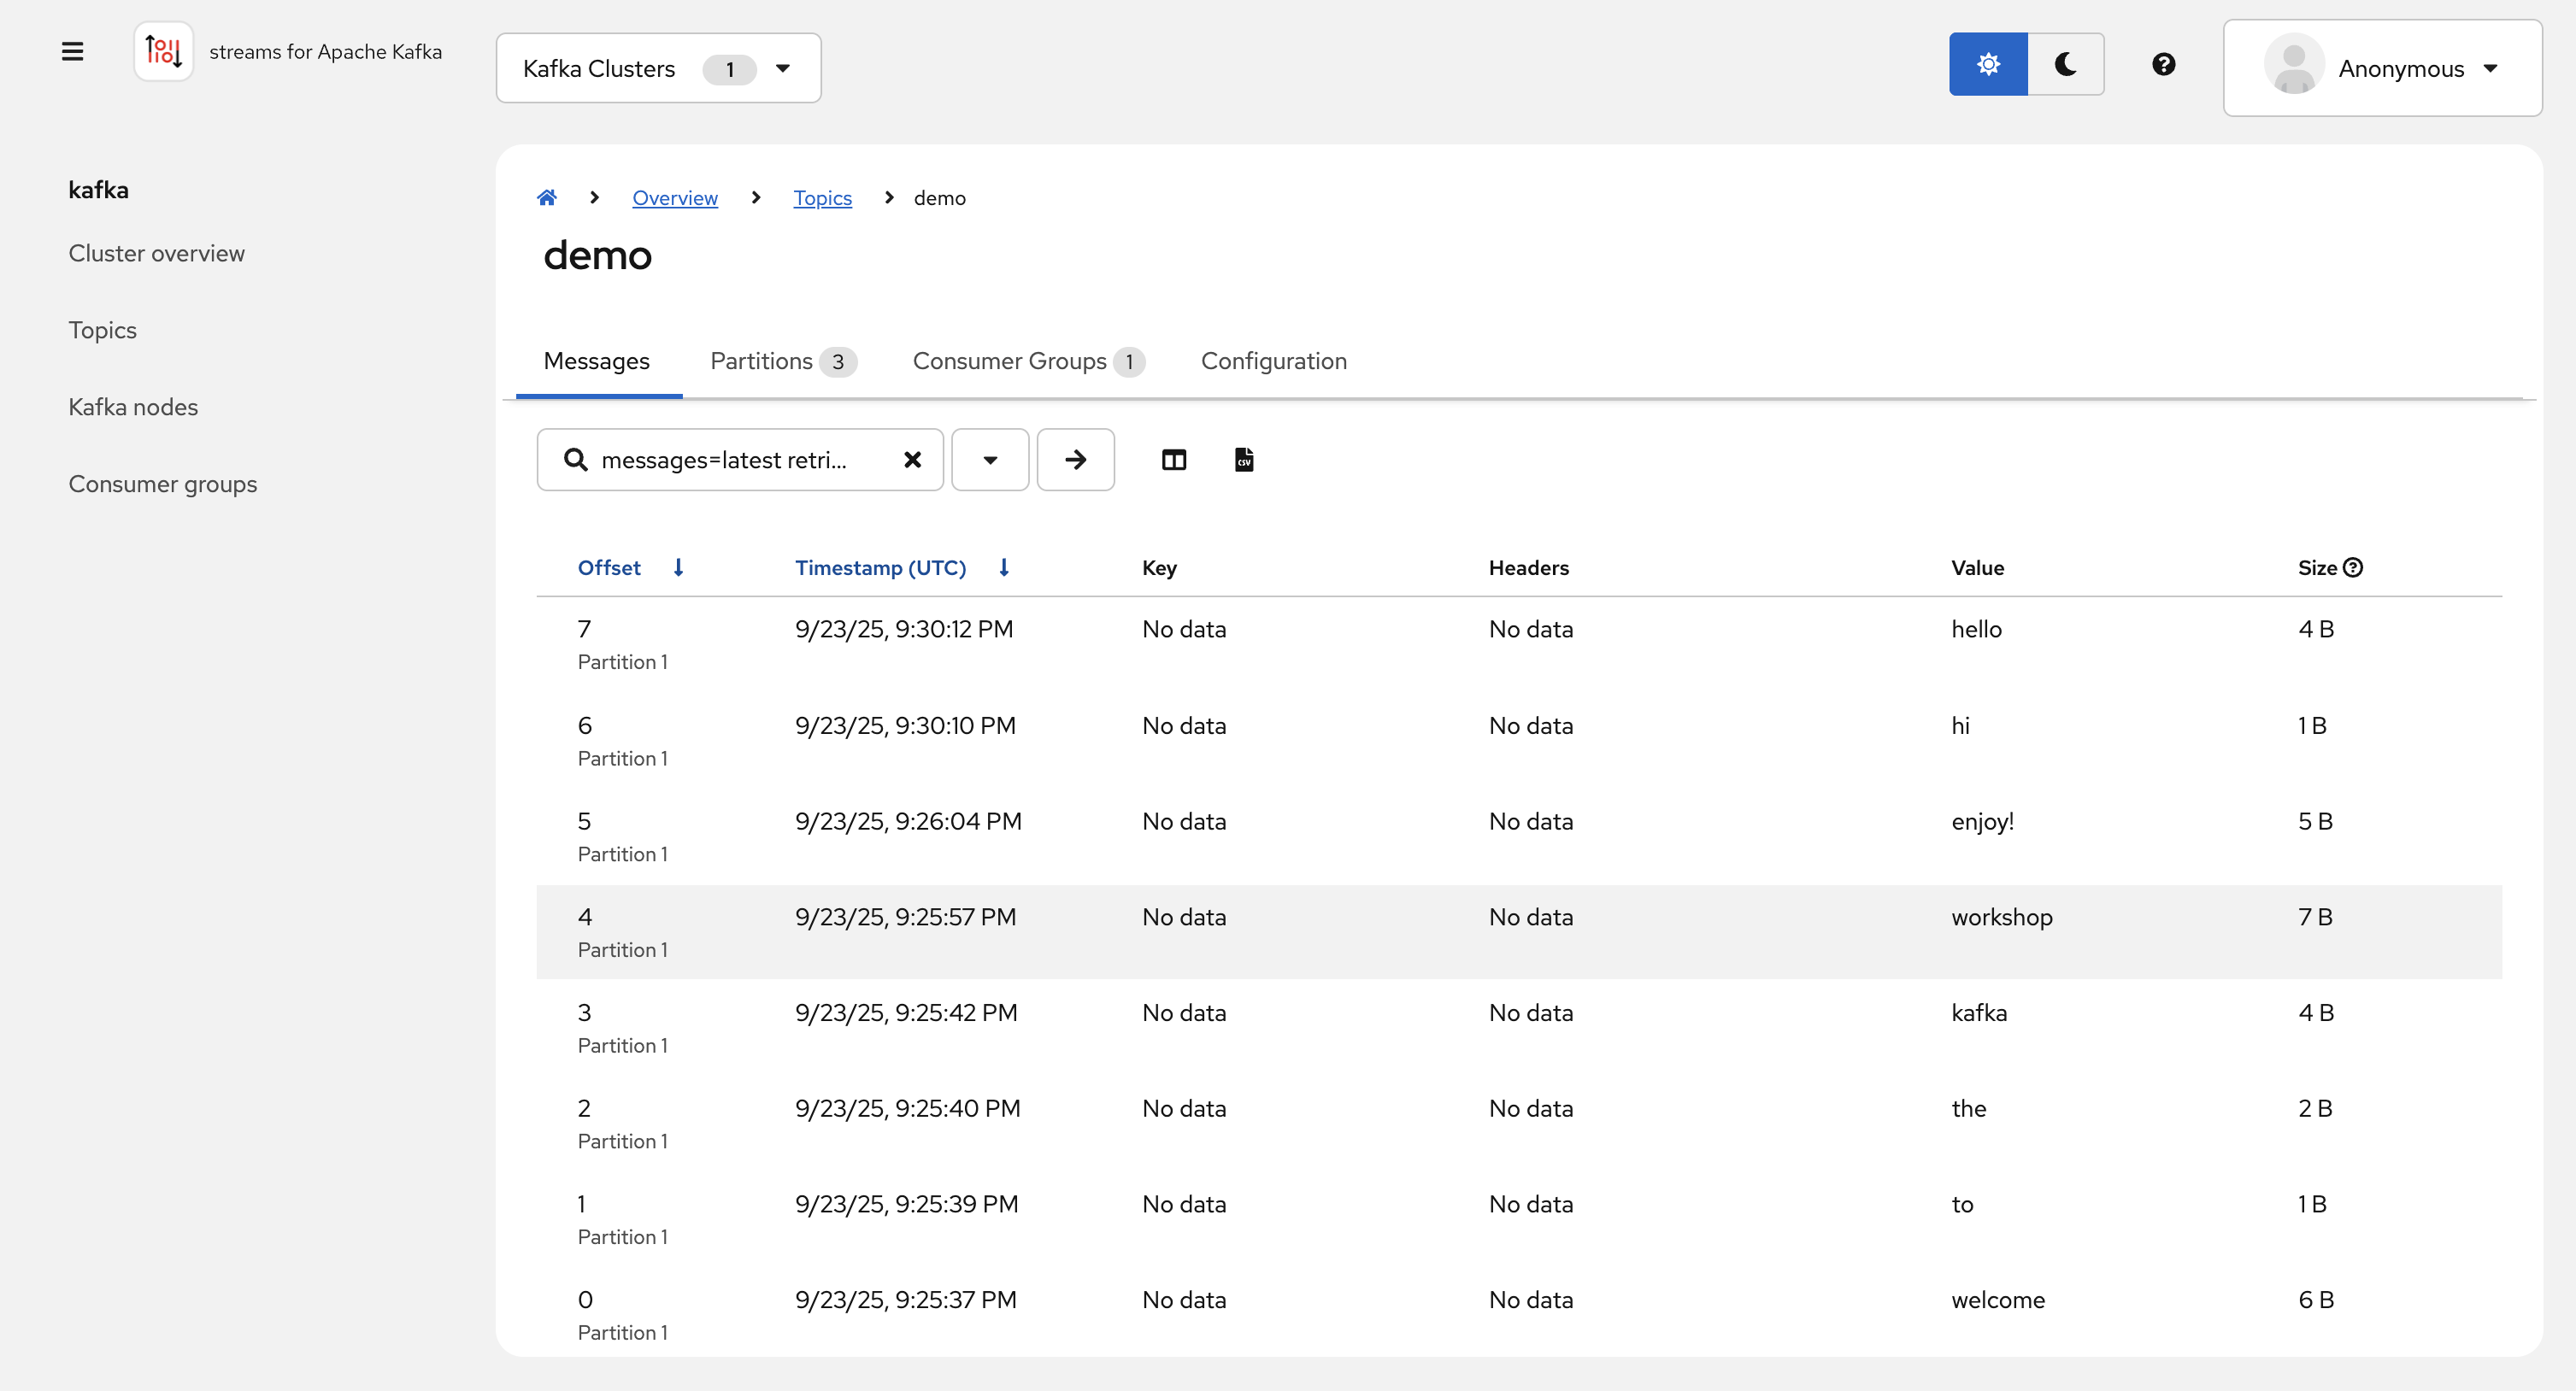 streams for Apache Kafka
Kafka Clusters 1
Anonymous
kafka
Cluster overview
Topics
Kafka nodes
Consumer groups
Overview Topics demo
demo
Messages Partitions 3 Consumer Groups 1 Configuration
messages=latest retri...
CSV
Offset Timestamp (UTC) Key Headers Value Size
7 9/23/25, 9:30:12 PM No data No data hello 4 B
Partition 1
6 9/23/25, 9:30:10 PM No data No data hi 1 B
Partition 1
5 9/23/25, 9:26:04 PM No data No data enjoy! 5 B
Partition 1
4 9/23/25, 9:25:57 PM No data No data workshop 7 B
Partition 1
3 9/23/25, 9:25:42 PM No data No data kafka 4 B
Partition 1
2 9/23/25, 9:25:40 PM No data No data the 2 B
Partition 1
1 9/23/25, 9:25:39 PM No data No data to 1 B
Partition 1
0 9/23/25, 9:25:37 PM No data No data welcome 6 B
Partition 1